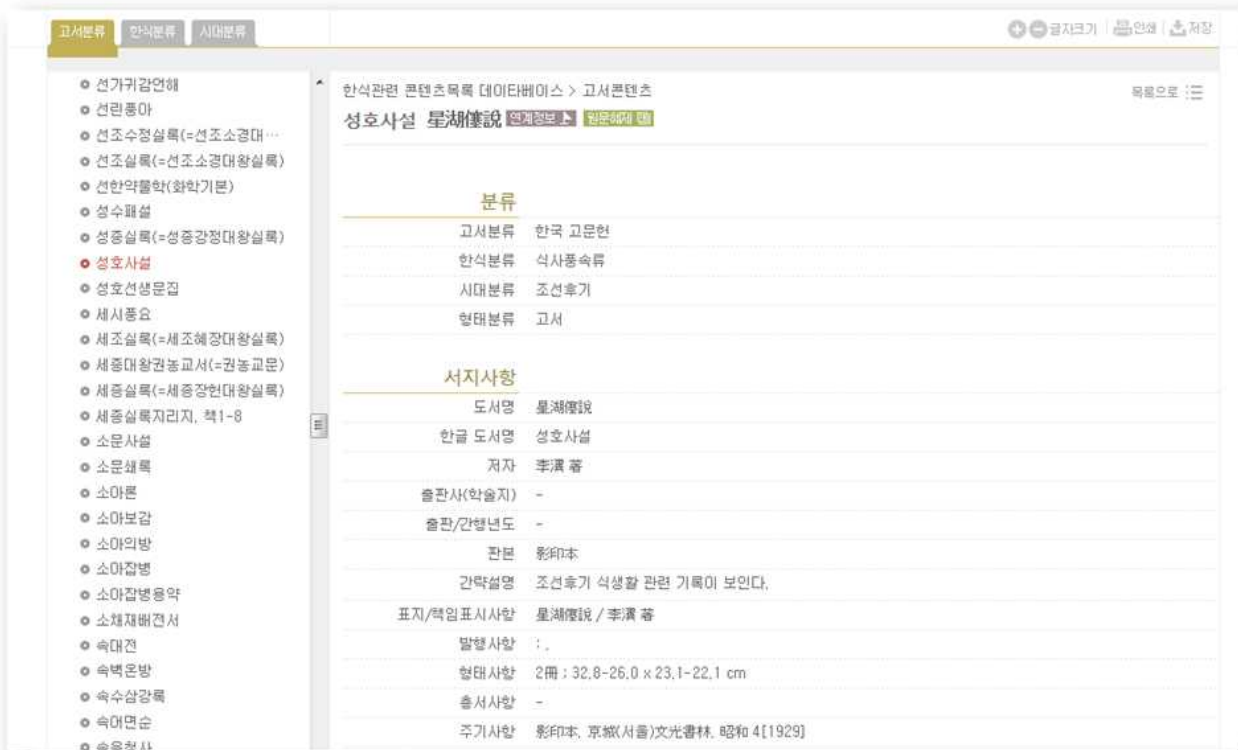 고서분류 한식분류 시대분류
글자크기 인쇄 저장
선가귀감언해
선린풍아
선조수정실록(=선조소경대…
선조실록(=선조소경대왕실록)
선한약물학(화학기본)
성수패설
성종실록(=성종강정대왕실록)
성호사설
성호선생문집
세시풍요
세조실록(=세조혜장대왕실록)
세종대왕권농교서(=권농교문)
세종실록(=세종장헌대왕실록)
세종실록지리지, 책1-8
소문사설
소문쇄록
소아론
소아보감
소아의방
소아잡병
소아잡병용약
소채재배전서
속대전
속벽온방
속수삼강록
속어면순
한식관련 콘텐츠목록 데이타베이스 > 고서콘텐츠
목록으로
성호사설 星湖僿說 연계정보 원문해제
분류
고서분류 한국 고문헌
한식분류 식사풍속류
시대분류 조선후기
형태분류 고서
서지사항
도서명 星湖僿說
한글 도서명 성호사설
저자 李瀷 著
출판사(학술지) -
출판/간행년도 -
판본 影印本
간략설명 조선후기 식생활 관련 기록이 보인다.
표지/책임표시사항 星湖僿說 / 李瀷 著
발행사항 : ,
형태사항 2冊 ; 32.8-26.0 x 23.1-22.1 cm
총서사항 -
주기사항 影印本, 京城(서울)文光書林, 昭和 4[1929]